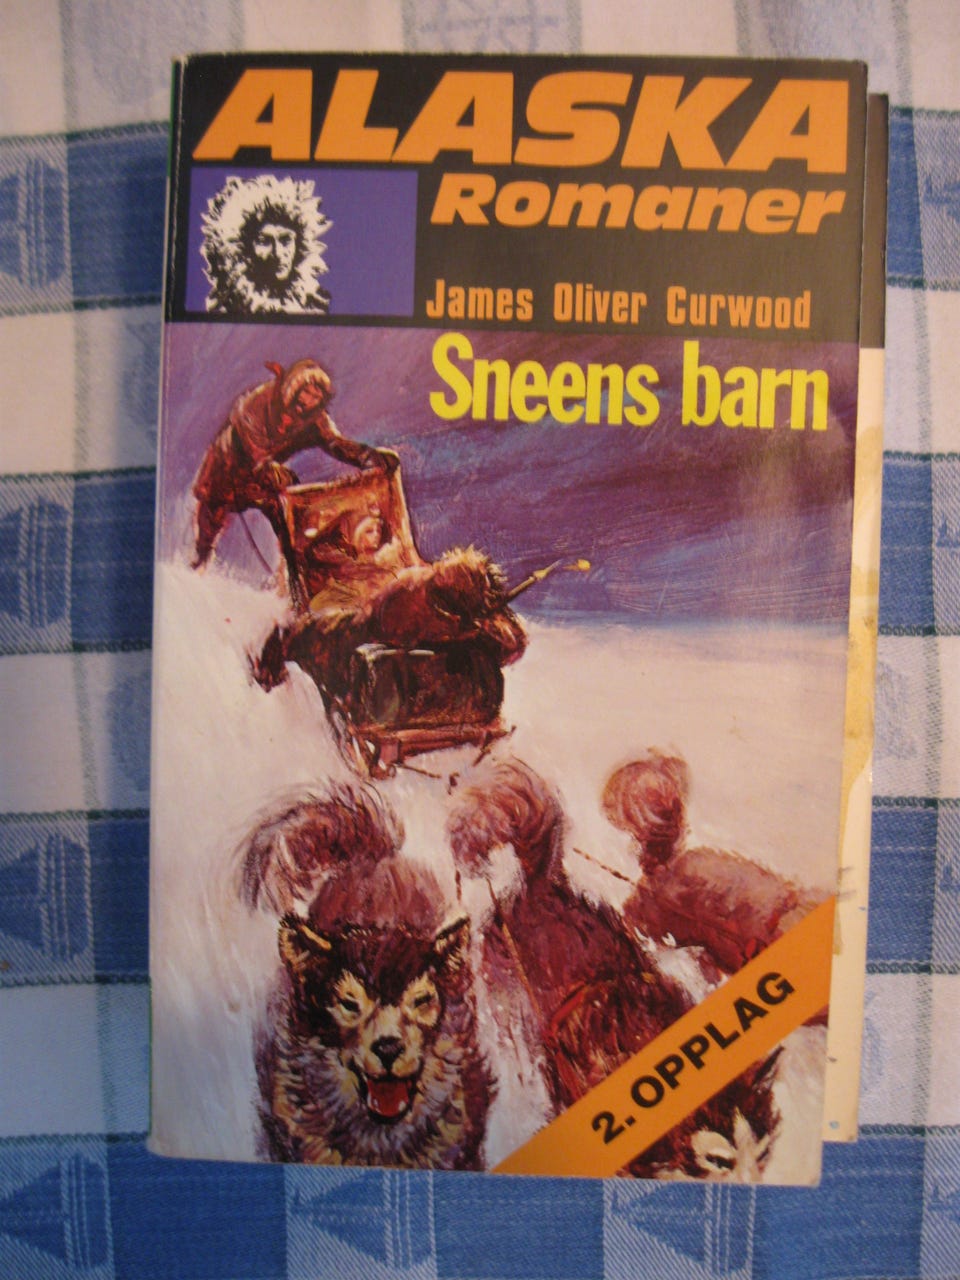 ALASKA
Romaner
James Oliver Curwood
Sneens barn
2. OPPLAG